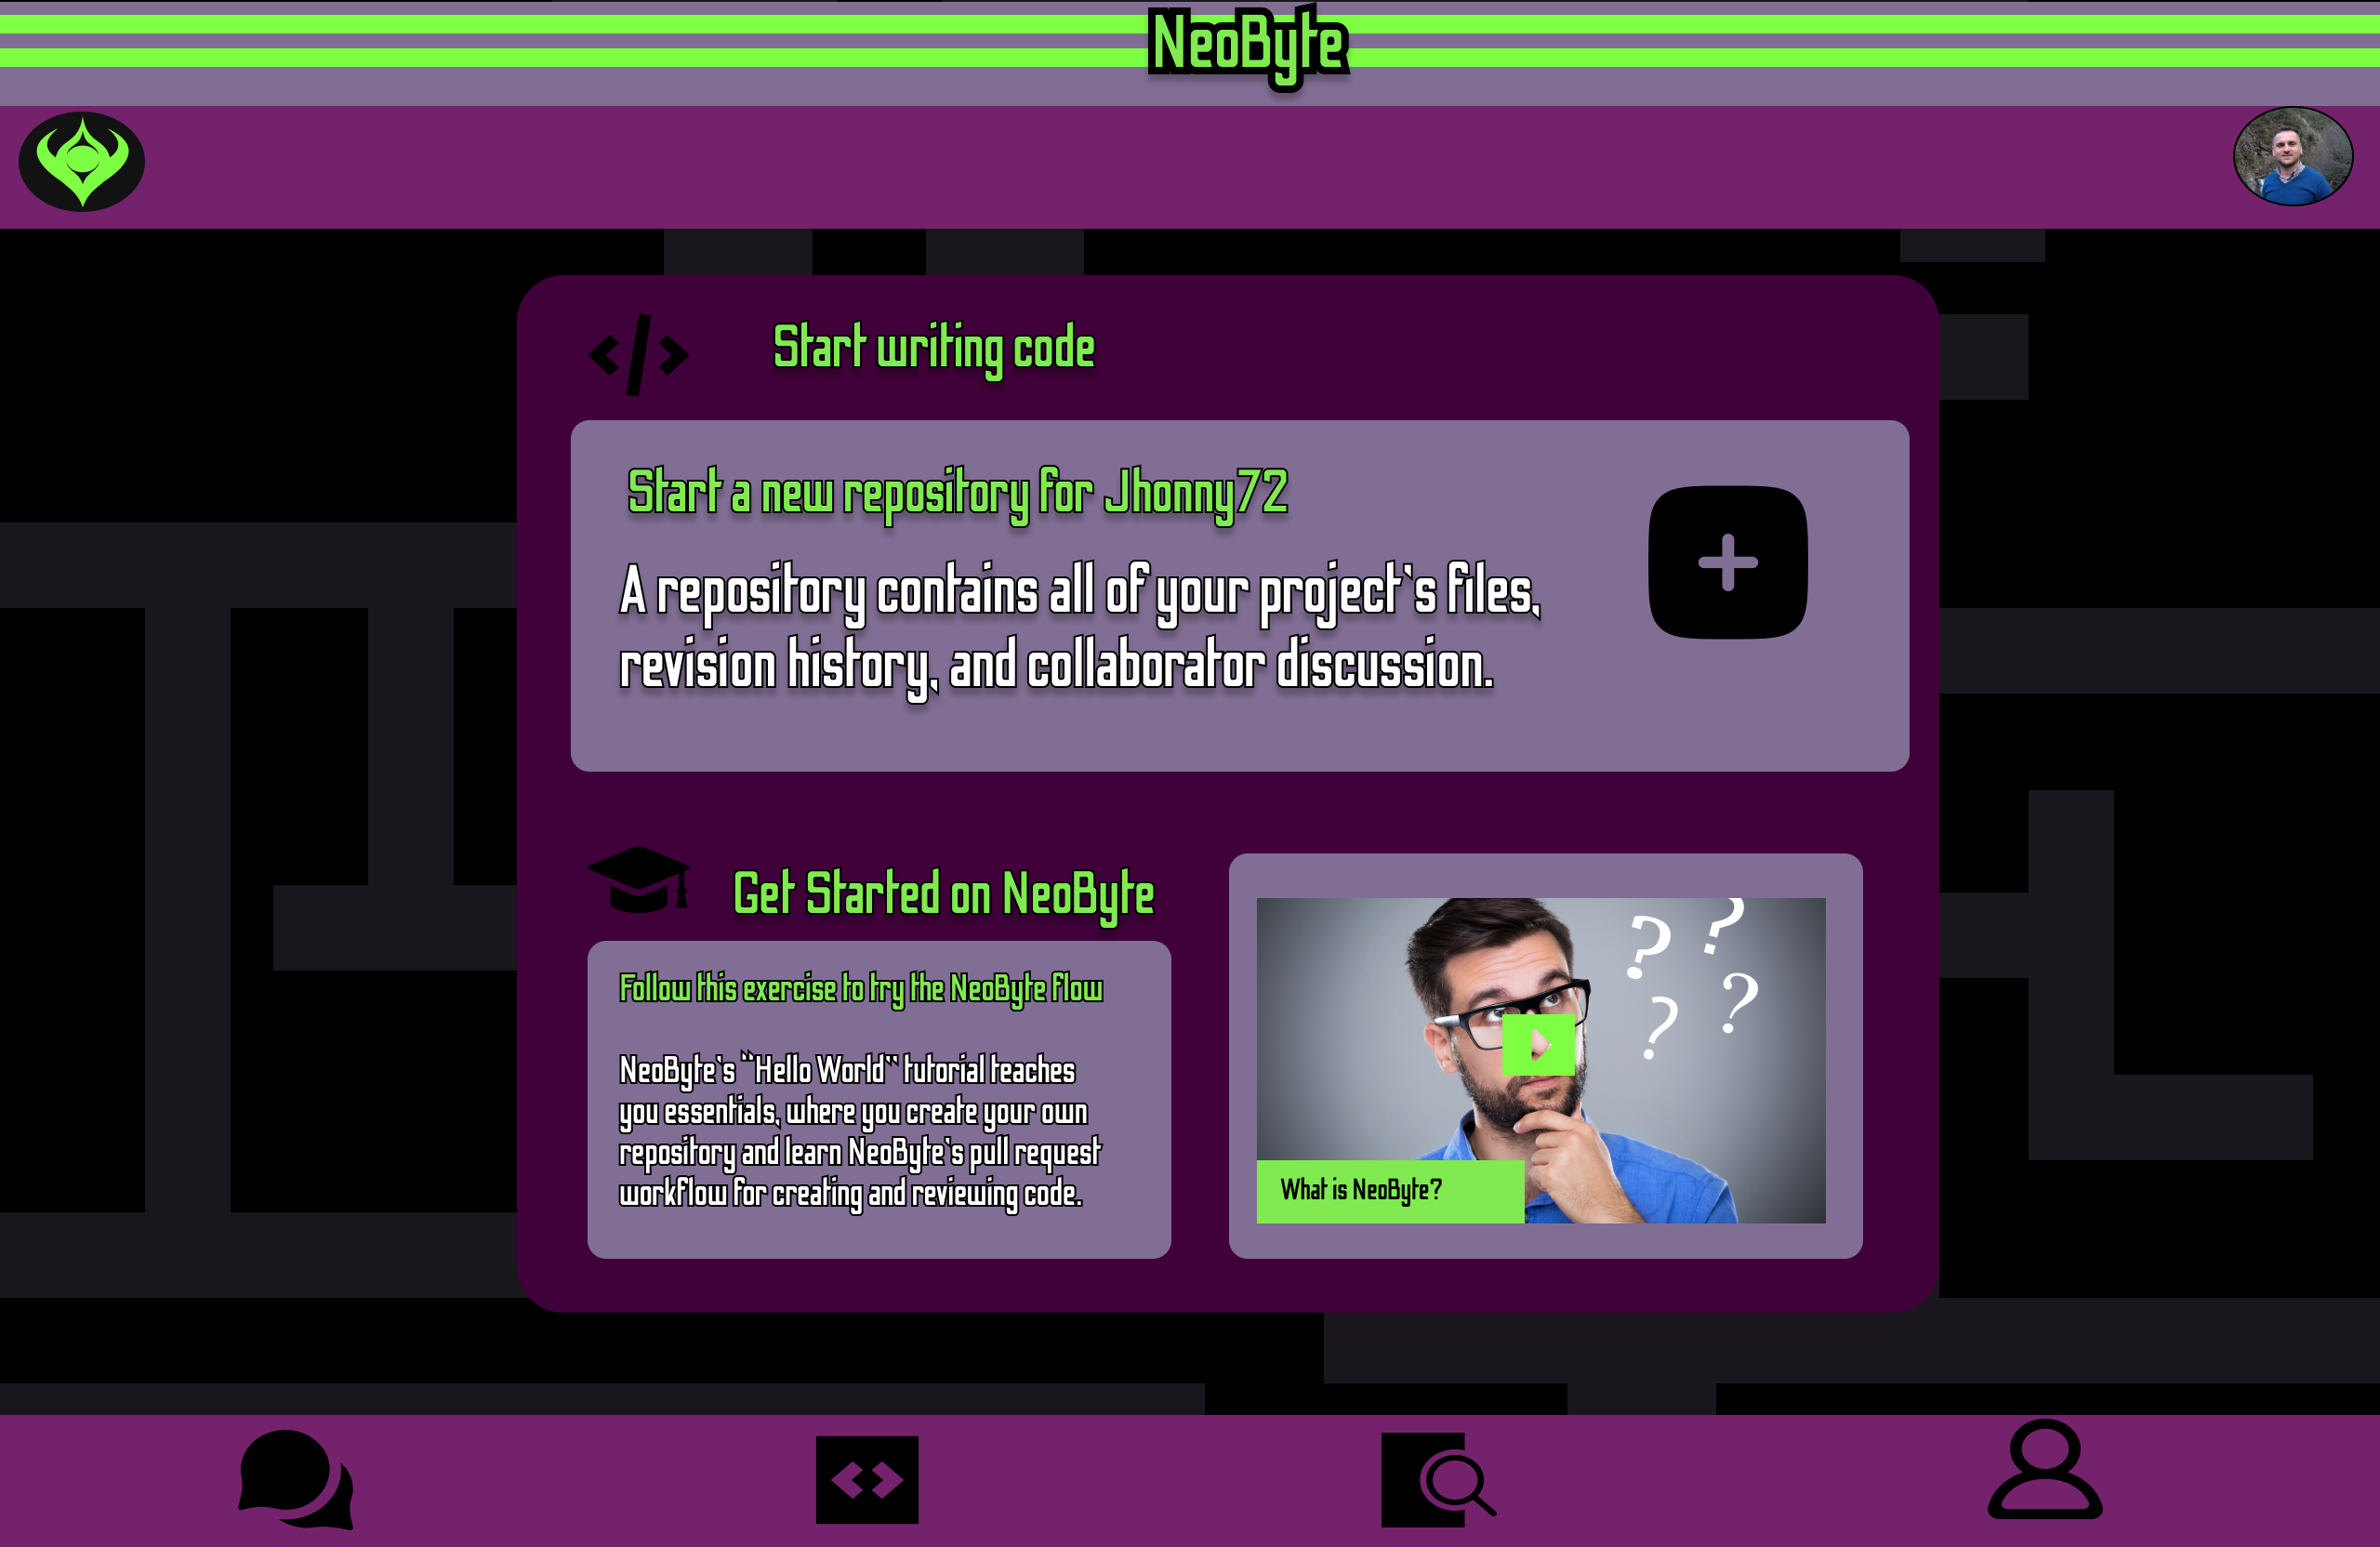 NeoByte
Start writing code
Start a new repository for Jhonny72
A repository contains all of your project's files,
revision history, and collaborator discussion.
Get Started on NeoByte
Follow this exercise to try the NeoByte flow
NeoByte's "Hello World" tutorial teaches
you essentials, where you create your own
repository and learn NeoByte's pull request
workflow for creating and reviewing code.
? ? ? ?
What is NeoByte?